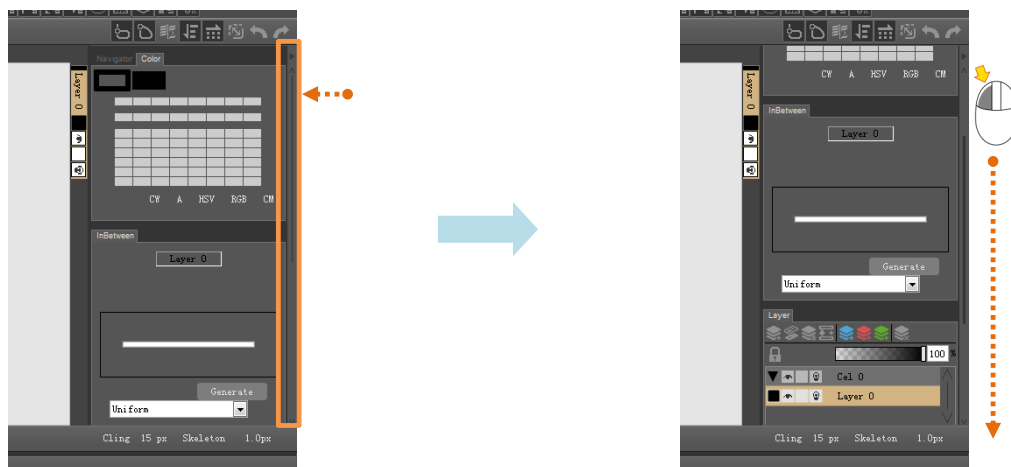 Navigator Color
Layer 0
CW A HSV RGB CM
InBetween
Layer 0
Generate
Uniform
Cling 15 px Skeleton 1.0px
CW A HSV RGB CM
Layer 0
InBetween
Layer 0
Generate
Uniform
Layer
100 %
Cel 0
Layer 0
Cling 15 px Skeleton 1.0px